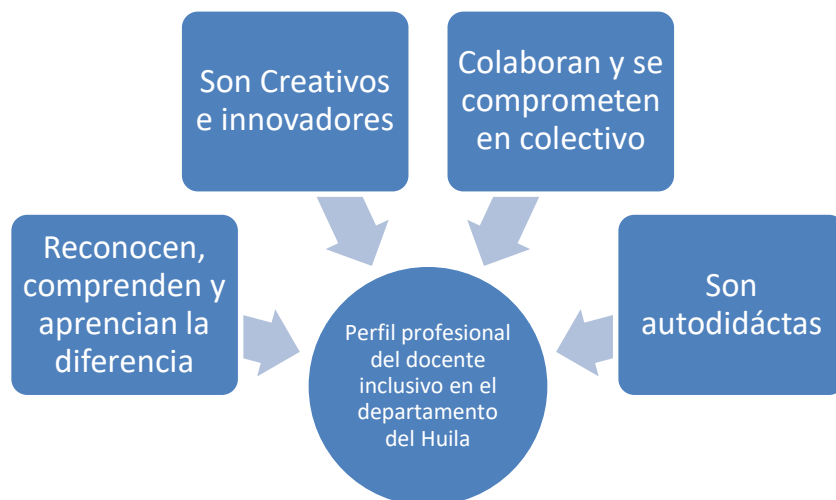 Son Creativos
e innovadores
Colaboran y se
comprometen
en colectivo
Reconocen,
comprenden y
aprencian la
diferencia
Son
autodidáctas
Perfil profesional
del docente
inclusivo en el
departamento
del Huila